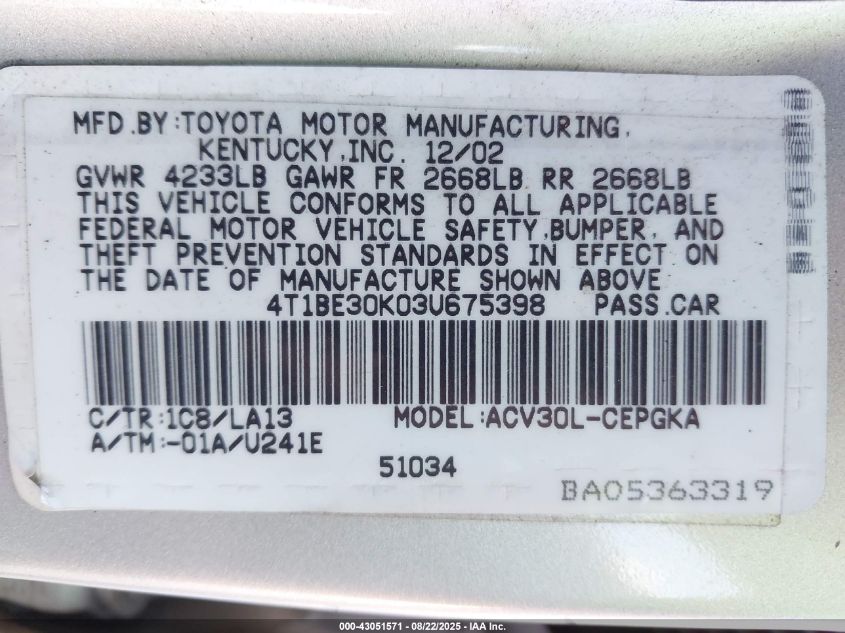 MFD.BY:TOYOTA MOTOR MANUFACTURING,
KENTUCKY,INC. 12/02
GVWR 4233LB GAWR FR 2668LB RR 2668LB
THIS VEHICLE CONFORMS TO ALL APPLICABLE
FEDERAL MOTOR VEHICLE SAFETY,BUMPER, AND
THEFT PREVENTION STANDARDS IN EFFECT ON
THE DATE OF MANUFACTURE SHOWN ABOVE
4T1BE30K03U675398 PASS.CAR
C/TR:1C8/LA13 MODEL:ACV30L-CEPGKA
A/TM:-01A/U241E
51034
BA05363319
000-43051571 - 08/22/2025 - IAA Inc.